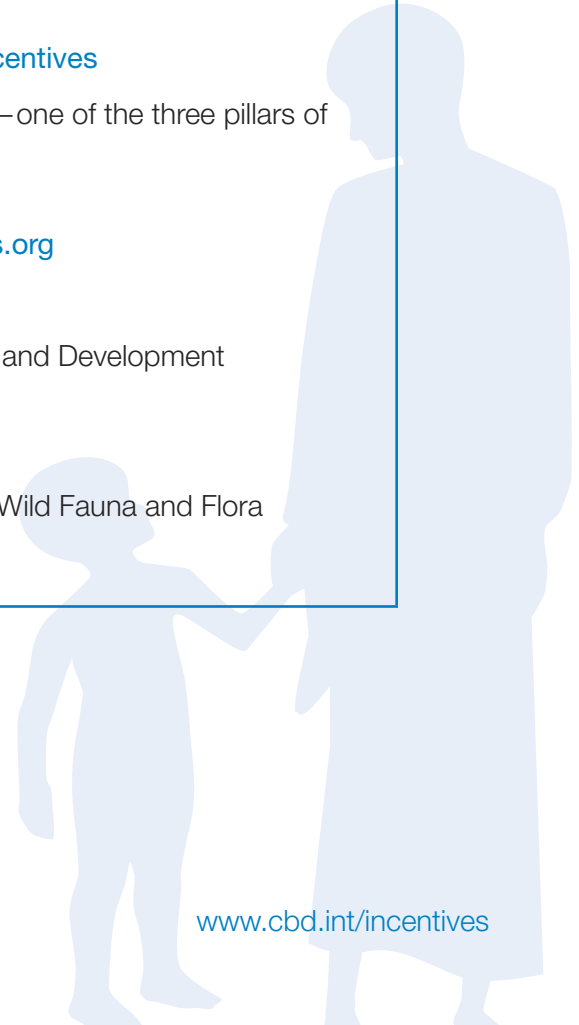 centives
–one of the three pillars of
s.org
and Development
Wild Fauna and Flora
www.cbd.int/incentives